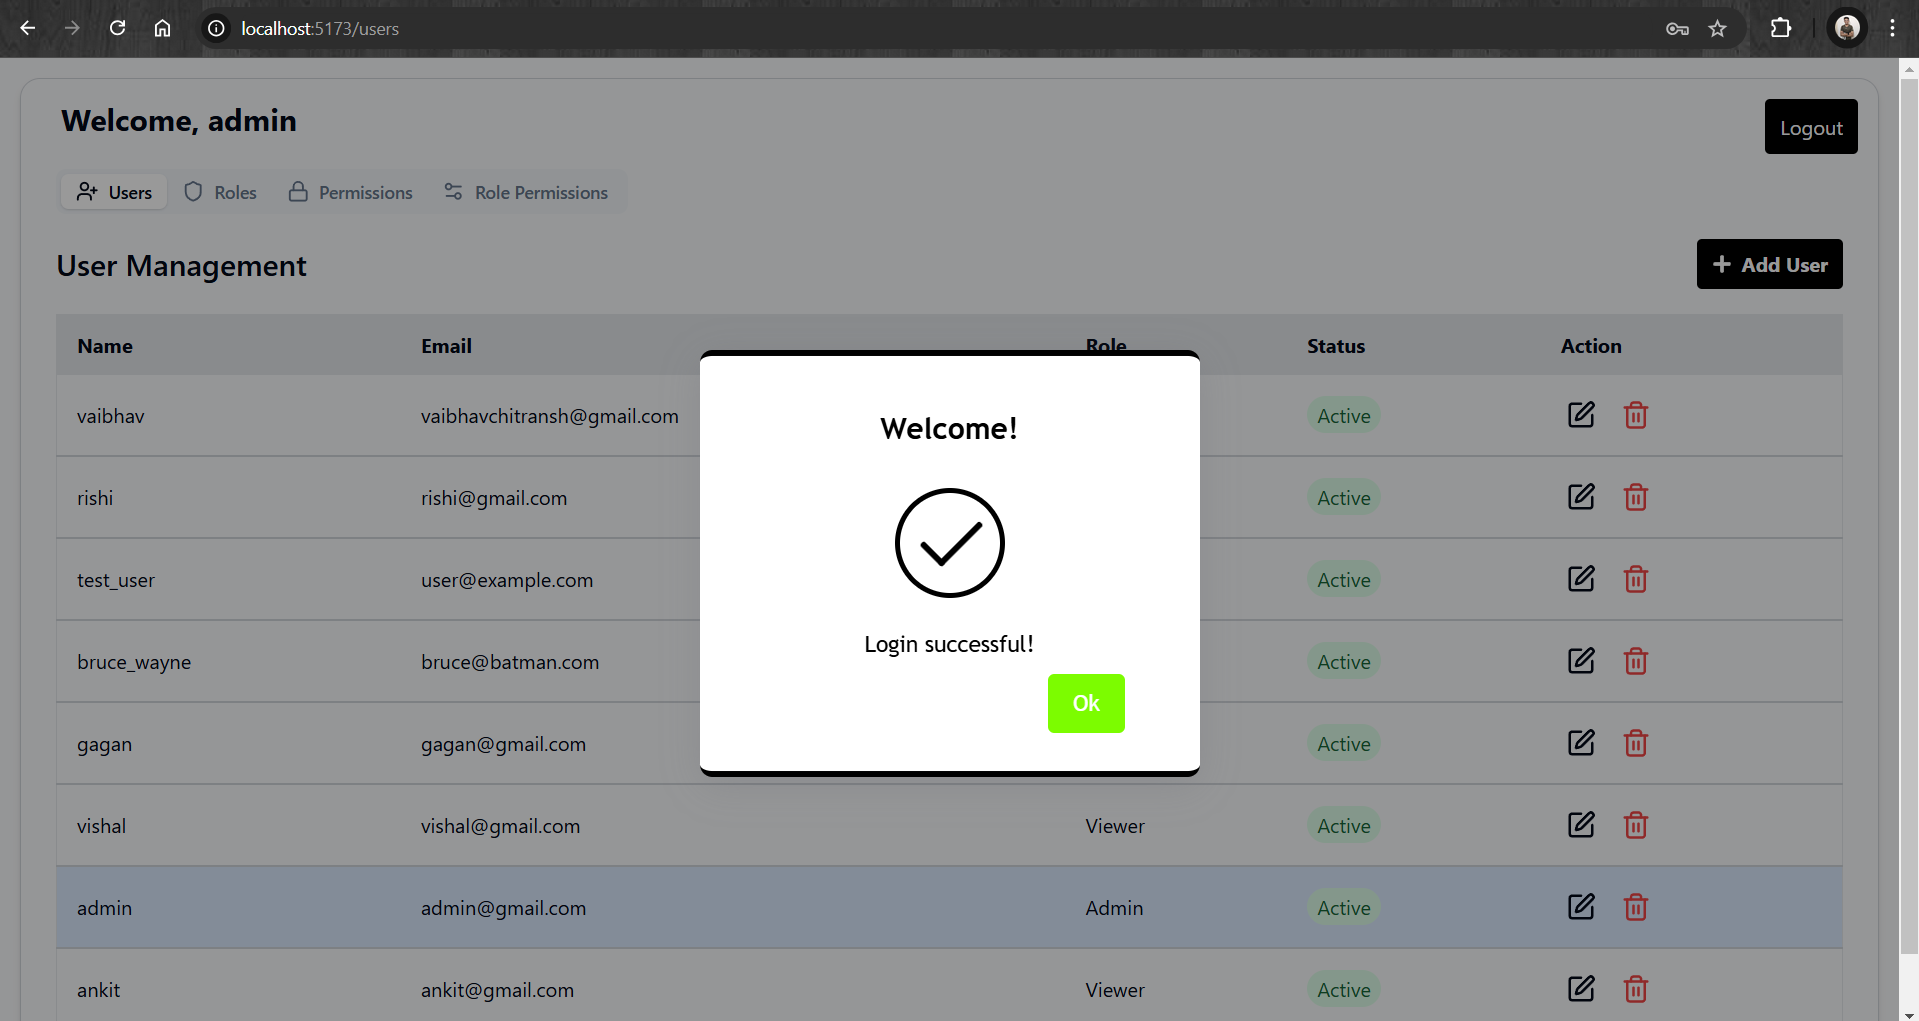 localhost:5173/users
Welcome, admin
Logout
Users Roles Permissions Role Permissions
User Management
+ Add User
Name Email Role Status Action
vaibhav vaibhavchitransh@gmail.com Active
rishi rishi@gmail.com Active
test_user user@example.com Active
bruce_wayne bruce@batman.com Active
gagan gagan@gmail.com Active
Welcome!
Login successful!
Ok
vishal vishal@gmail.com Viewer Active
admin admin@gmail.com Admin Active
ankit ankit@gmail.com Viewer Active